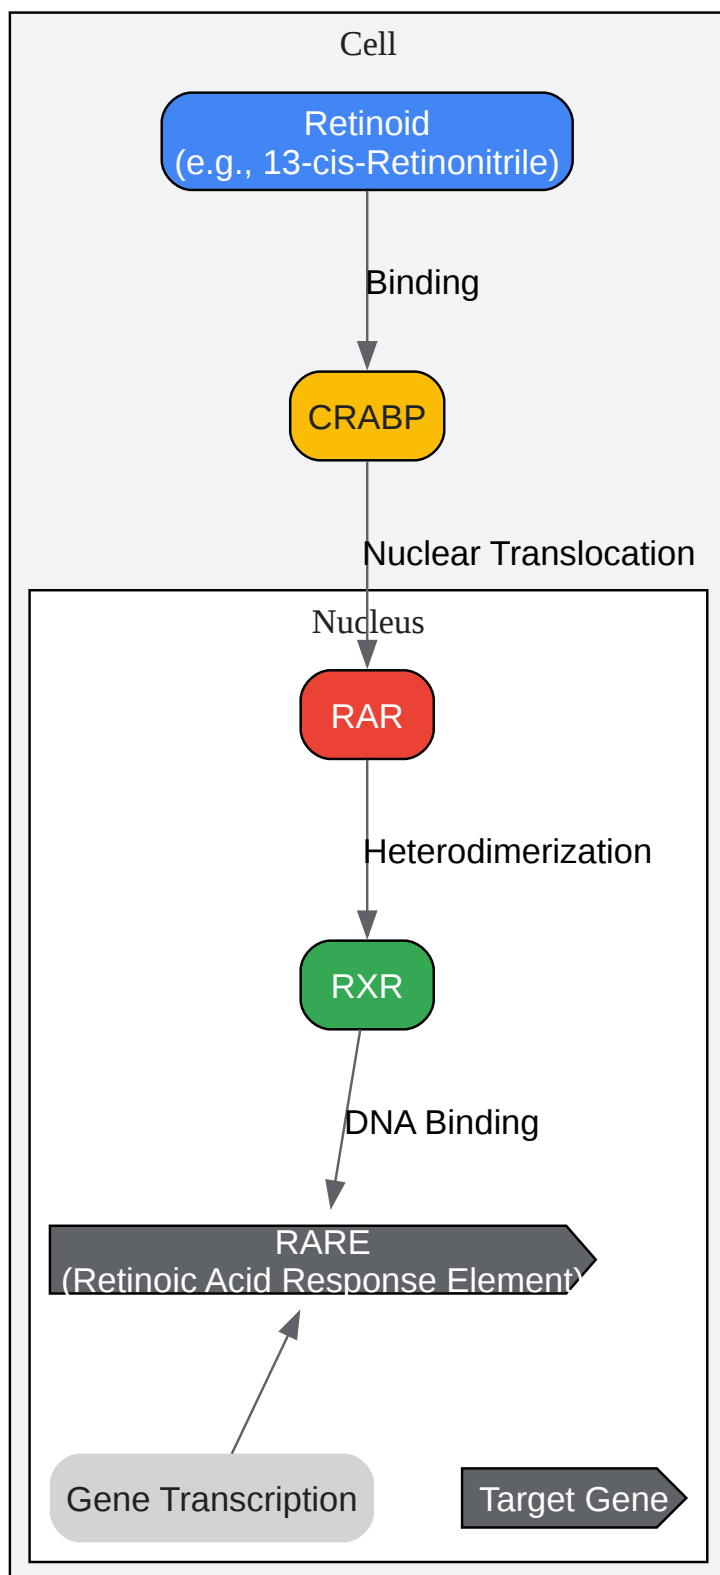 Cell
Retinoid
(e.g., 13-cis-Retinonitrile)
Binding
CRABP
Nuclear Translocation
Nucleus
RAR
Heterodimerization
RXR
DNA Binding
RARE
(Retinoic Acid Response Element)
Gene Transcription
Target Gene